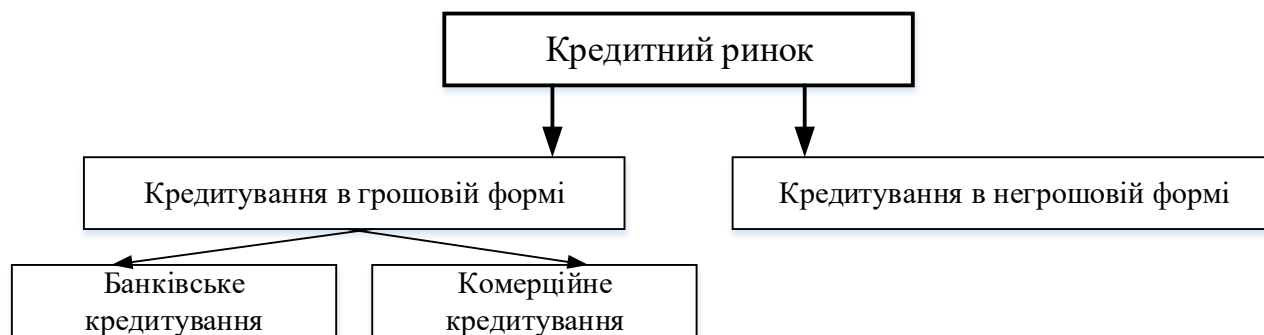 Кредитний ринок
Кредитування в грошовій формі
Кредитування в негрошовій формі
Банківське
кредитування
Комерційне
кредитування